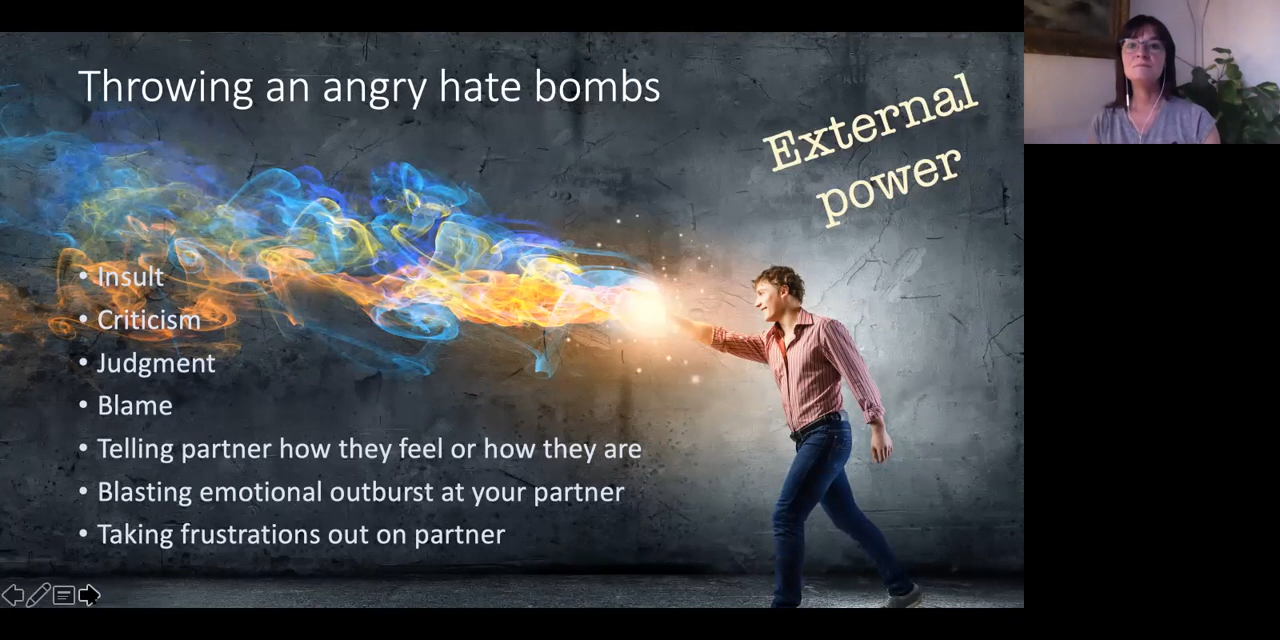 Throwing an angry hate bombs
External
power
• Insult
• Criticism
• Judgment
• Blame
• Telling partner how they feel or how they are
• Blasting emotional outburst at your partner
• Taking frustrations out on partner